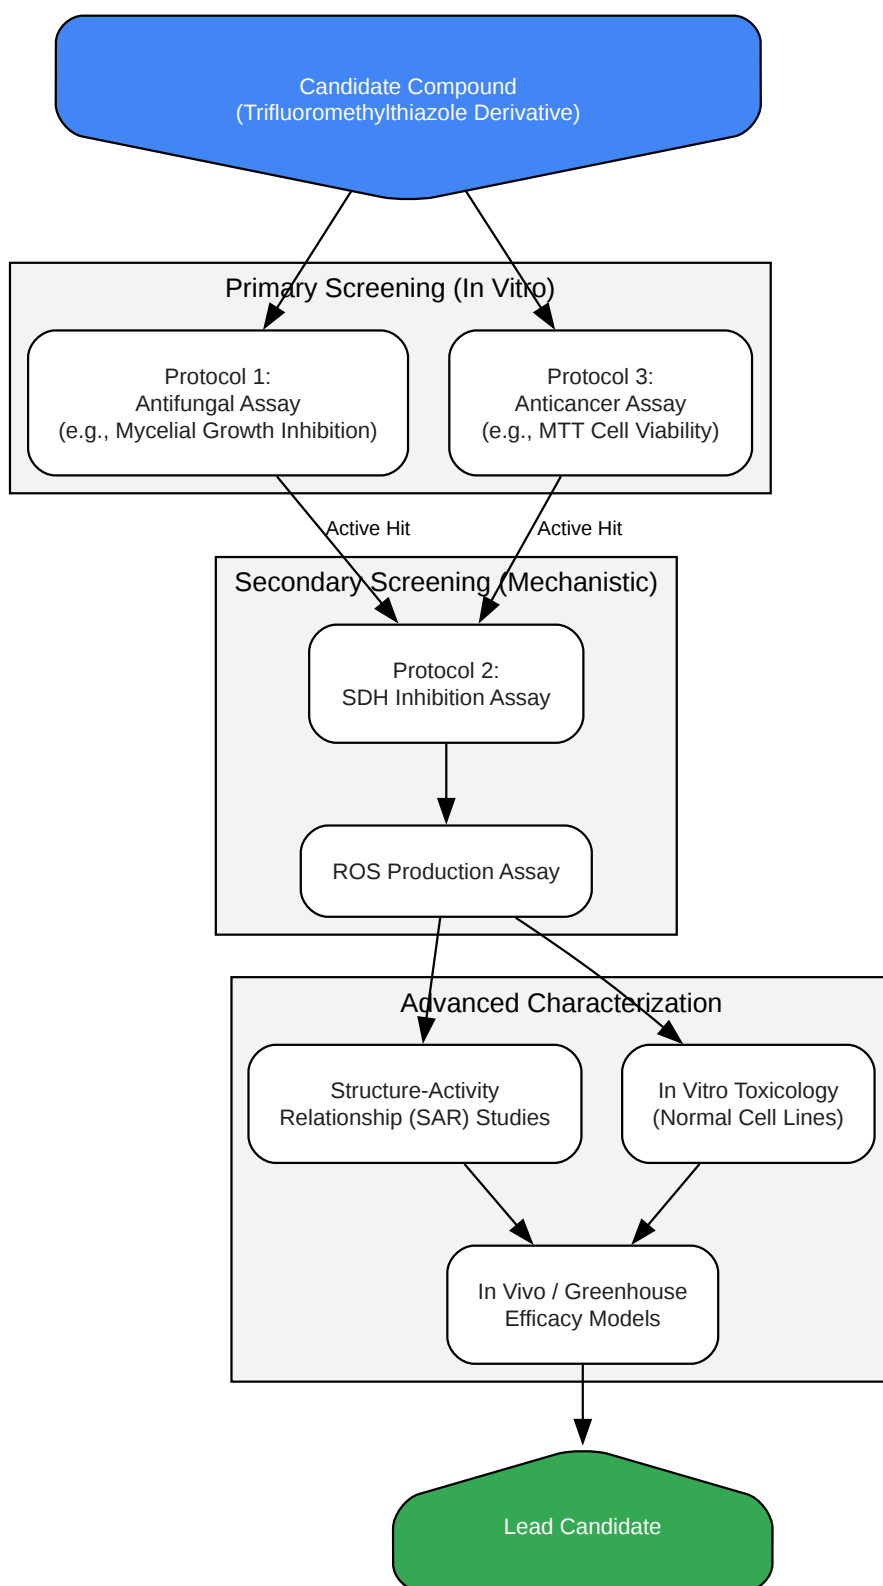 Candidate Compound
(Trifluoromethylthiazole Derivative)
Primary Screening (In Vitro)
Protocol 1:
Antifungal Assay
(e.g., Mycelial Growth Inhibition)
Protocol 3:
Anticancer Assay
(e.g., MTT Cell Viability)
Active Hit
Active Hit
Secondary Screening (Mechanistic)
Protocol 2:
SDH Inhibition Assay
ROS Production Assay
Advanced Characterization
Structure-Activity
Relationship (SAR) Studies
In Vitro Toxicology
(Normal Cell Lines)
In Vivo / Greenhouse
Efficacy Models
Lead Candidate